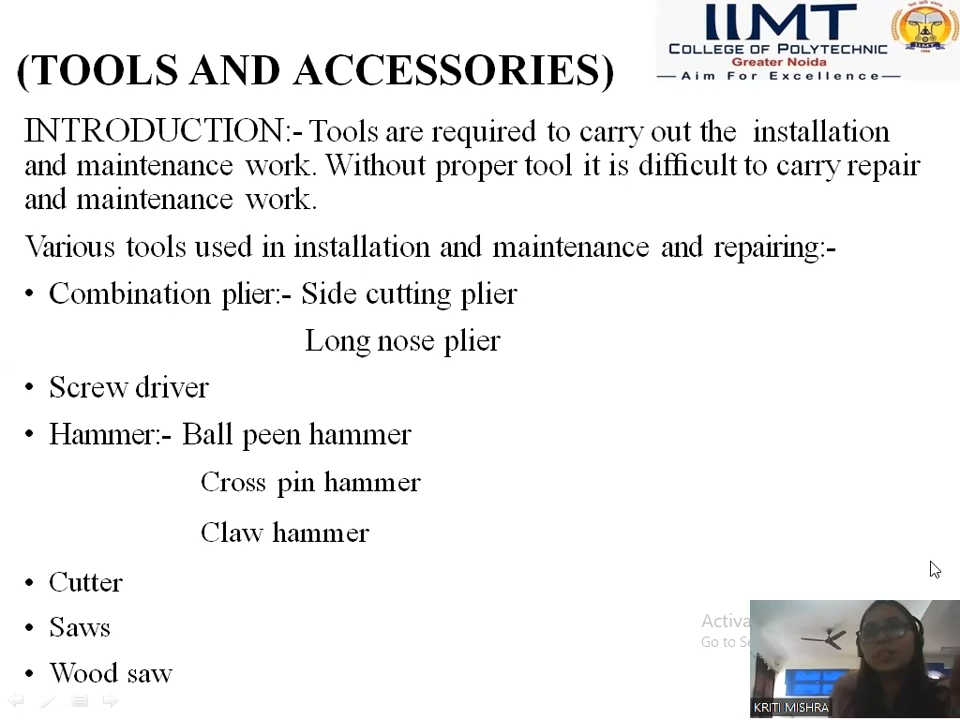 (TOOLS AND ACCESSORIES)
IIMT
COLLEGE OF POLYTECHNIC
Greater Noida
Aim For Excellence
INTRODUCTION:- Tools are required to carry out the installation
and maintenance work. Without proper tool it is difficult to carry repair
and maintenance work.
Various tools used in installation and maintenance and repairing:-
• Combination plier:- Side cutting plier
Long nose plier
• Screw driver
• Hammer:- Ball peen hammer
Cross pin hammer
Claw hammer
• Cutter
• Saws
• Wood saw
Activa
Go to Se
KRITI MISHRA